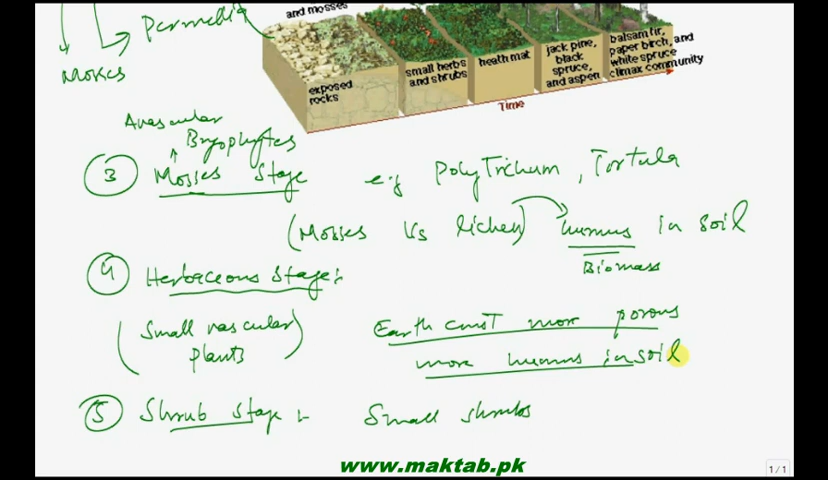 Parmelia
and mosses
Mosses
exposed
rocks
small herbs
and shrubs
heath mat
jack pine,
black
spruce,
and aspen
balsam fir,
paper birch, and
white spruce
climax community
Time
Avascular
Bryophytes
3 Mosses Stage e.g PolyTrichum, Tortula
(Mosses Vs lichen) humus in soil
Biomass
4 Herbaceous Stage:
(Small vascular
plants)
Earth crust more porous
more humus in soil
5 Shrub Stage :- Small shrubs
www.maktab.pk
1/1